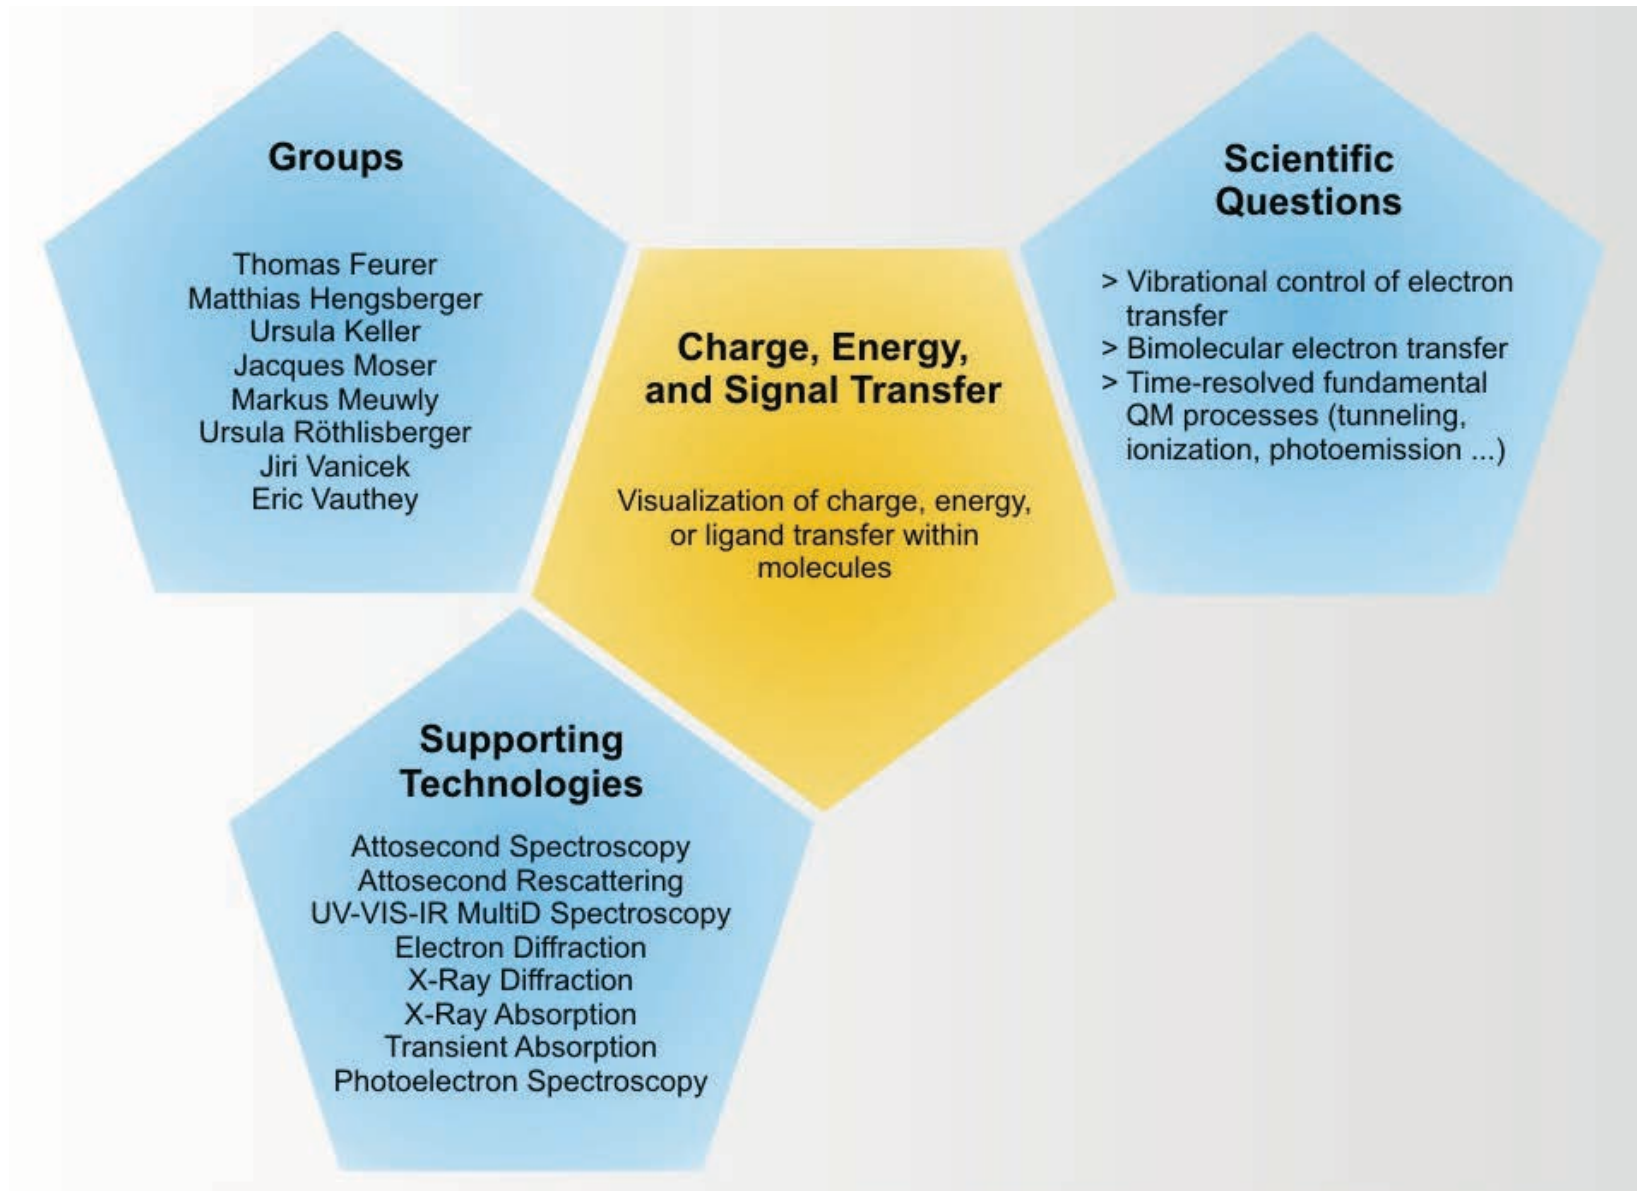 Groups
Thomas Feurer
Matthias Hengsberger
Ursula Keller
Jacques Moser
Markus Meuwly
Ursula Röthlisberger
Jiri Vanicek
Eric Vauthey
Charge, Energy,
and Signal Transfer
Visualization of charge, energy,
or ligand transfer within
molecules
Scientific
Questions
> Vibrational control of electron
transfer
> Bimolecular electron transfer
> Time-resolved fundamental
QM processes (tunneling,
ionization, photoemission ...)
Supporting
Technologies
Attosecond Spectroscopy
Attosecond Rescattering
UV-VIS-IR MultiD Spectroscopy
Electron Diffraction
X-Ray Diffraction
X-Ray Absorption
Transient Absorption
Photoelectron Spectroscopy